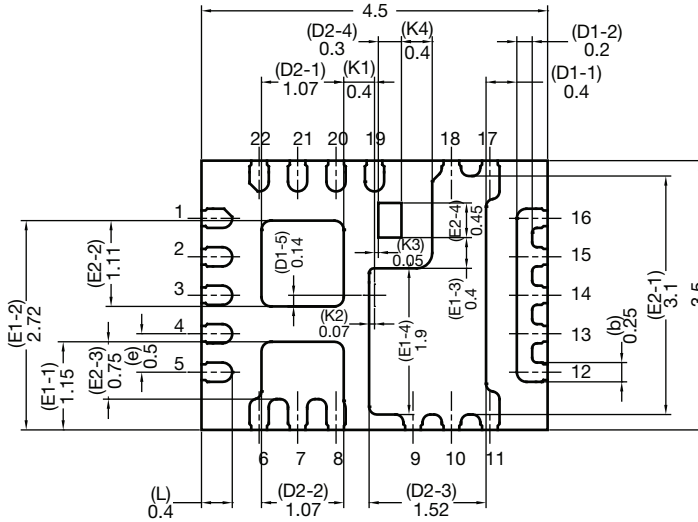 4.5
(D2-4)
0.3
(K4)
0.4
(D1-2)
0.2
(D2-1)
1.07
(K1)
0.4
(D1-1)
0.4
22
21
20
19
18
17
1
2
3
4
5
16
15
14
13
12
6
7
8
9
10
11
(E1-2)
2.72
(E2-2)
1.11
(E1-1)
1.15
(E2-3)
0.75
(e)
0.5
(D1-5)
0.14
(K2)
0.07
(K3)
0.05
(E2-4)
0.45
(E1-3)
0.4
(E1-4)
1.9
(b)
0.25
(E2-1)
3.1
3.5
(L)
0.4
(D2-2)
1.07
(D2-3)
1.52